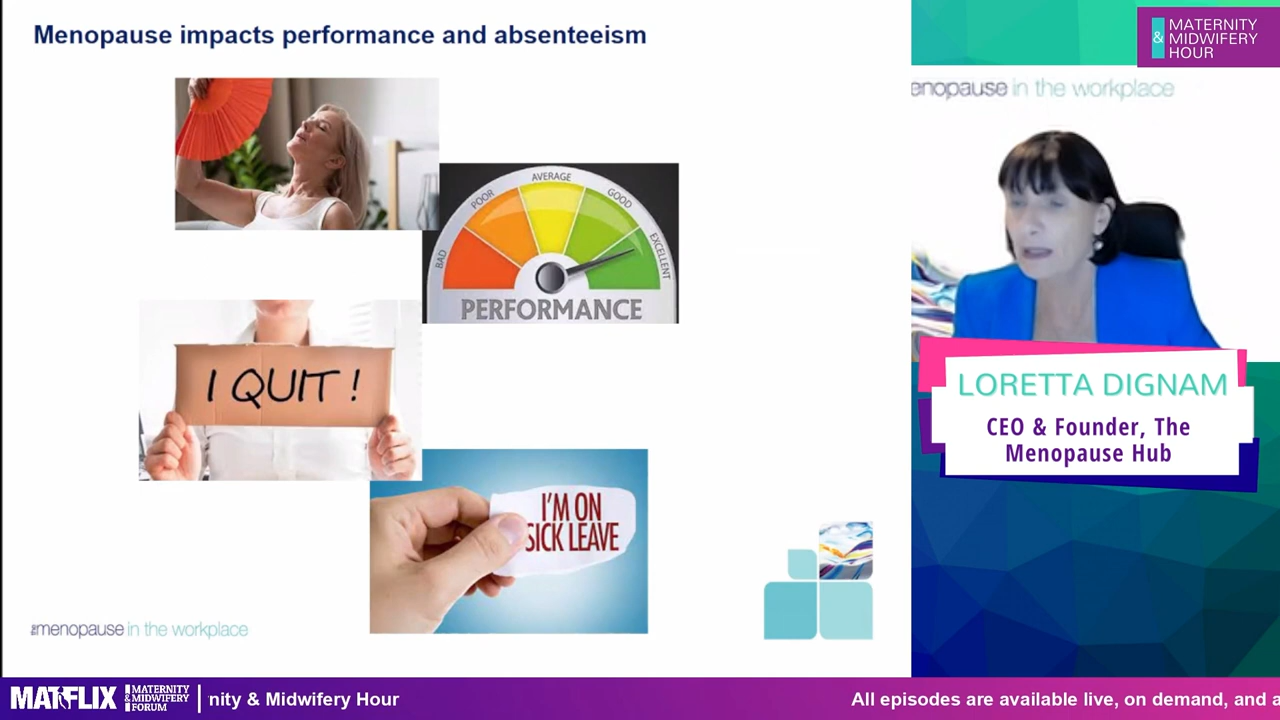 Menopause impacts performance and absenteeism
BAD
POOR
AVERAGE
GOOD
EXCELLENT
PERFORMANCE
I QUIT !
I'M ON
SICK LEAVE
the menopause in the workplace
MATERNITY
& MIDWIFERY
HOUR
enopause in the workplace
LORETTA DIGNAM
CEO & Founder, The
Menopause Hub
MATFLIX
MATERNITY
& MIDWIFERY
FORUM
nity & Midwifery Hour
All episodes are available live, on demand, and a